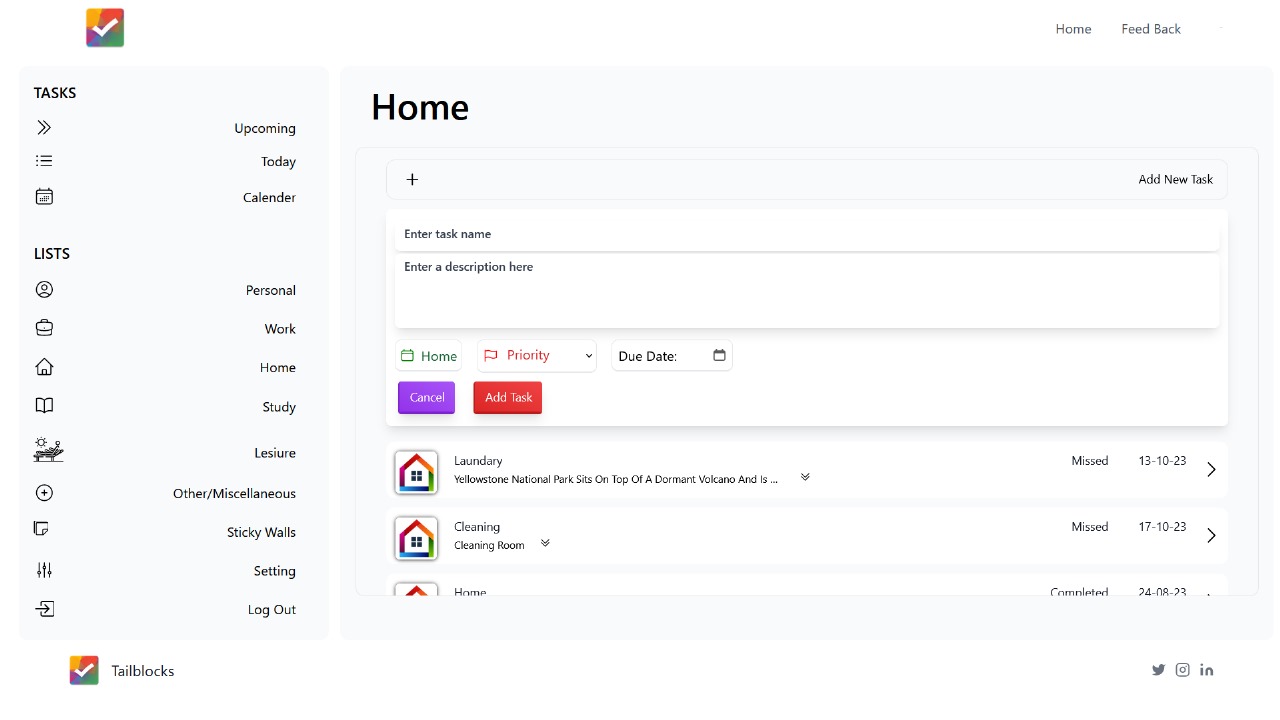 Home Feed Back
TASKS
Upcoming
Today
Calender
LISTS
Personal
Work
Home
Study
Lesiure
Other/Miscellaneous
Sticky Walls
Setting
Log Out
Home
Add New Task
Enter task name
Enter a description here
Home Priority Due Date:
Cancel Add Task
Laundary Missed 13-10-23
Yellowstone National Park Sits On Top Of A Dormant Volcano And Is ...
Cleaning Missed 17-10-23
Cleaning Room
Home Completed 24-08-23
Tailblocks